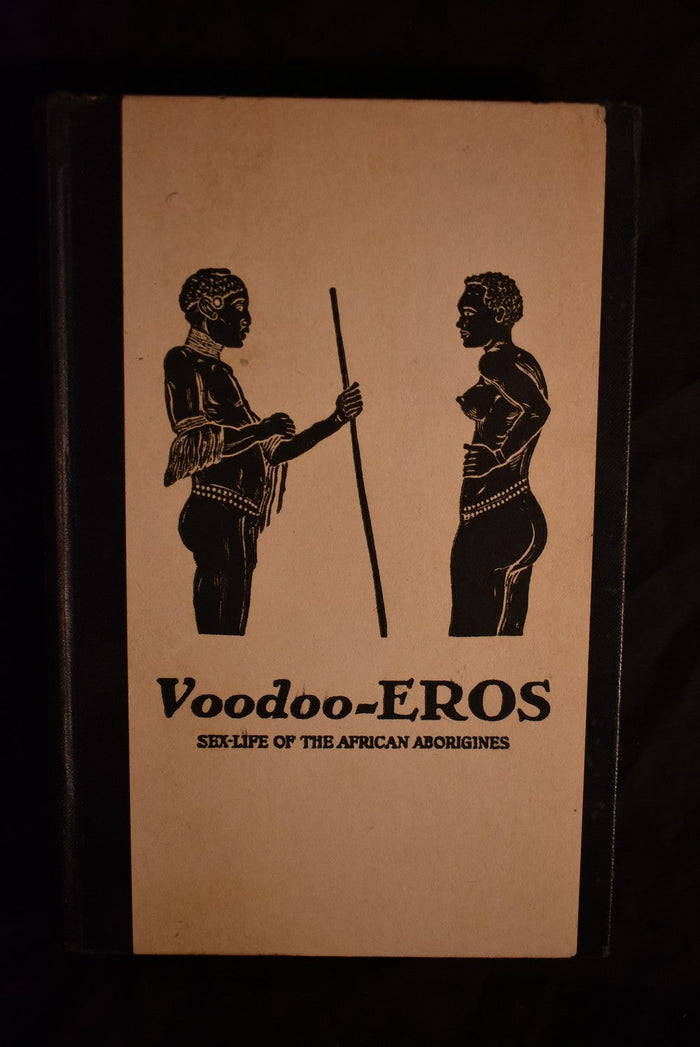 Voodoo-EROS
SEX-LIFE OF THE AFRICAN ABORIGINES